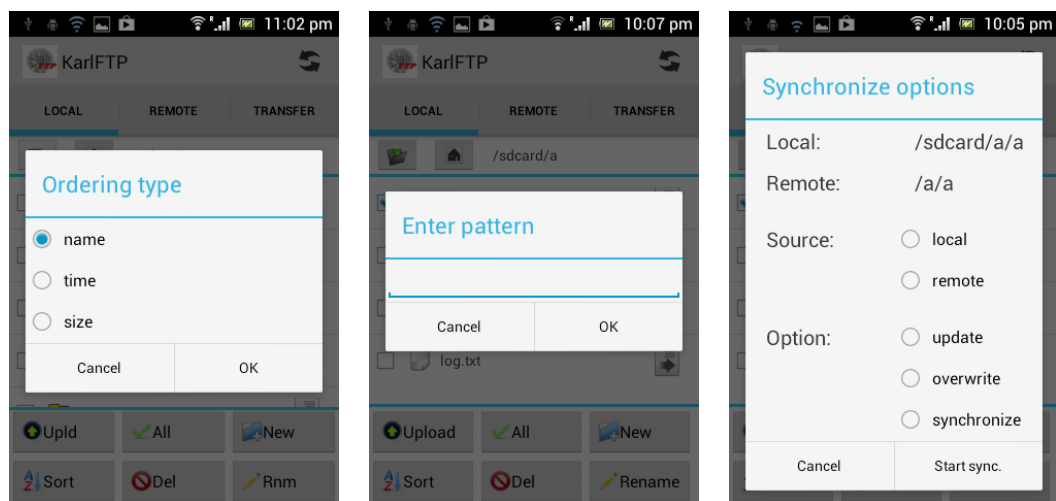 11:02 pm
KarlFTP
LOCAL REMOTE TRANSFER
Ordering type
name
time
size
Cancel OK
Upld All New
Sort Del Rnm
10:07 pm
KarlFTP
LOCAL REMOTE TRANSFER
/sdcard/a
Enter pattern
Cancel OK
log.txt
Upload All New
Sort Del Rename
10:05 pm
Synchronize options
Local: /sdcard/a/a
Remote: /a/a
Source: local
remote
Option: update
overwrite
synchronize
Cancel Start sync.